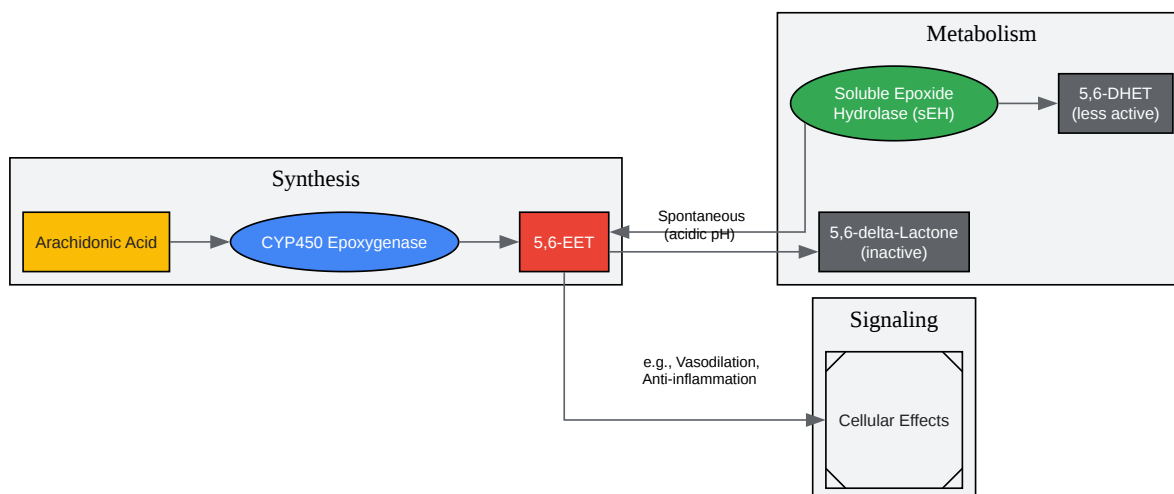 Metabolism
Soluble Epoxide
Hydrolase (sEH)
5,6-DHET
(less active)
Synthesis
Arachidonic Acid
CYP450 Epoxygenase
5,6-EET
Spontaneous
(acidic pH)
5,6-delta-Lactone
(inactive)
Signaling
e.g., Vasodilation,
Anti-inflammation
Cellular Effects